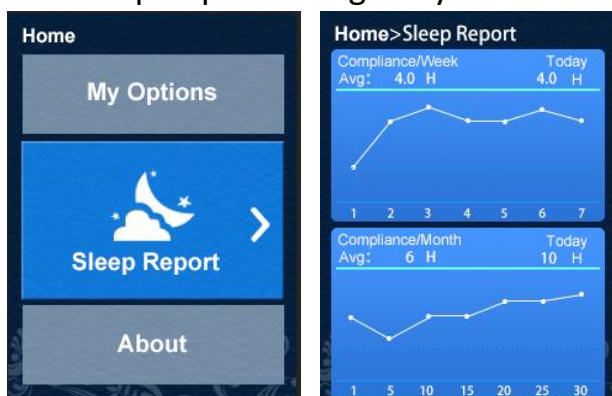 Home
My Options
Sleep Report
About
Home>Sleep Report
Compliance/Week Today
Avg: 4.0 H 4.0 H
1 2 3 4 5 6 7
Compliance/Month Today
Avg: 6 H 10 H
1 5 10 15 20 25 30